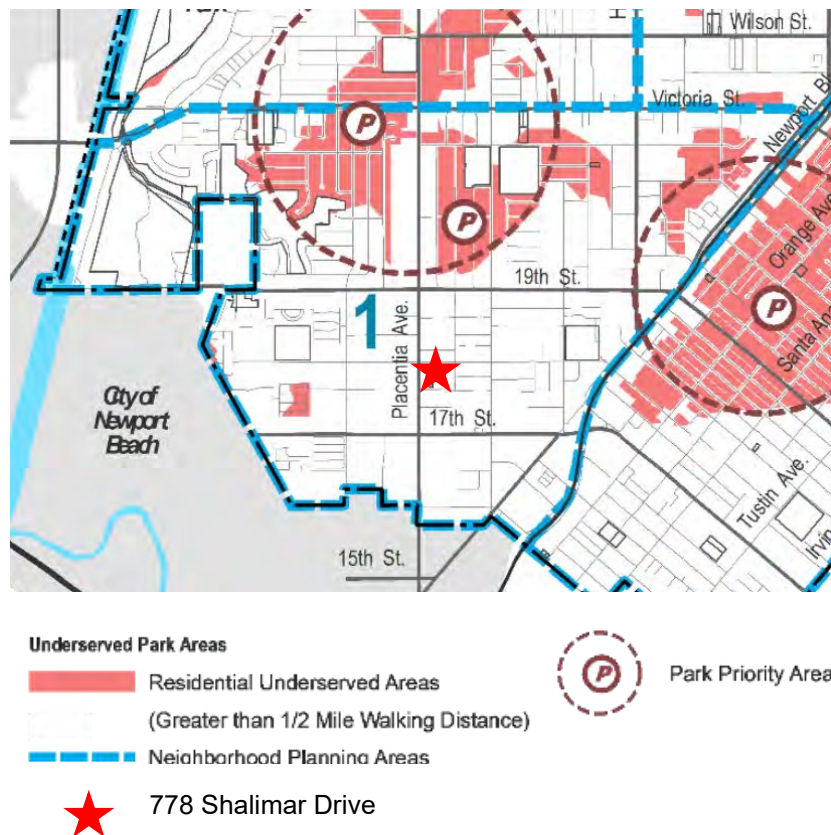 Wilson St.
Victoria St.
Newport Bl
P
Orange Ave
P
19th St.
P
1
Placentia Ave.
Santa An
City of
Newport
Beach
17th St.
Tustin Ave.
Irvin
15th St.
Underserved Park Areas
Residential Underserved Areas
P
Park Priority Area
(Greater than 1/2 Mile Walking Distance)
Neighborhood Planning Areas
778 Shalimar Drive